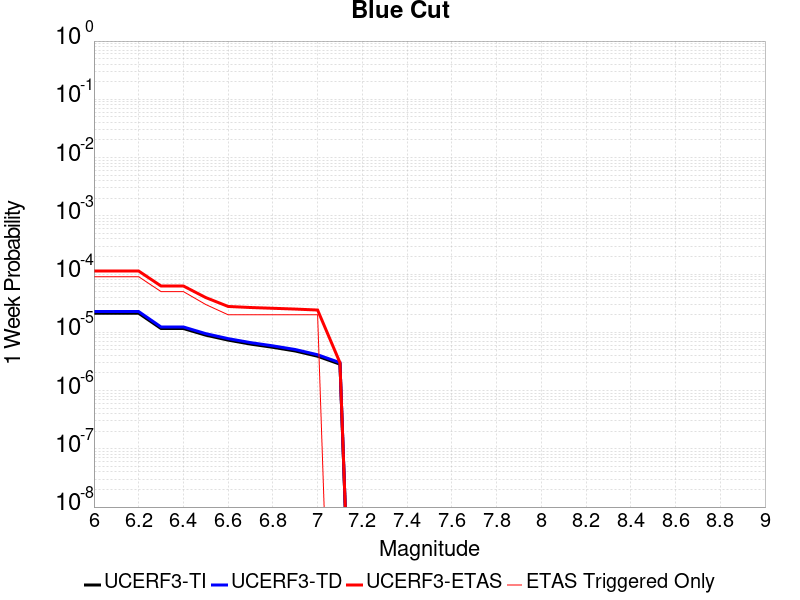 Blue Cut
10^0
10^-1
10^-2
10^-3
10^-4
10^-5
10^-6
10^-7
10^-8
1 Week Probability
6 6.2 6.4 6.6 6.8 7 7.2 7.4 7.6 7.8 8 8.2 8.4 8.6 8.8 9
Magnitude
UCERF3-TI UCERF3-TD UCERF3-ETAS ETAS Triggered Only